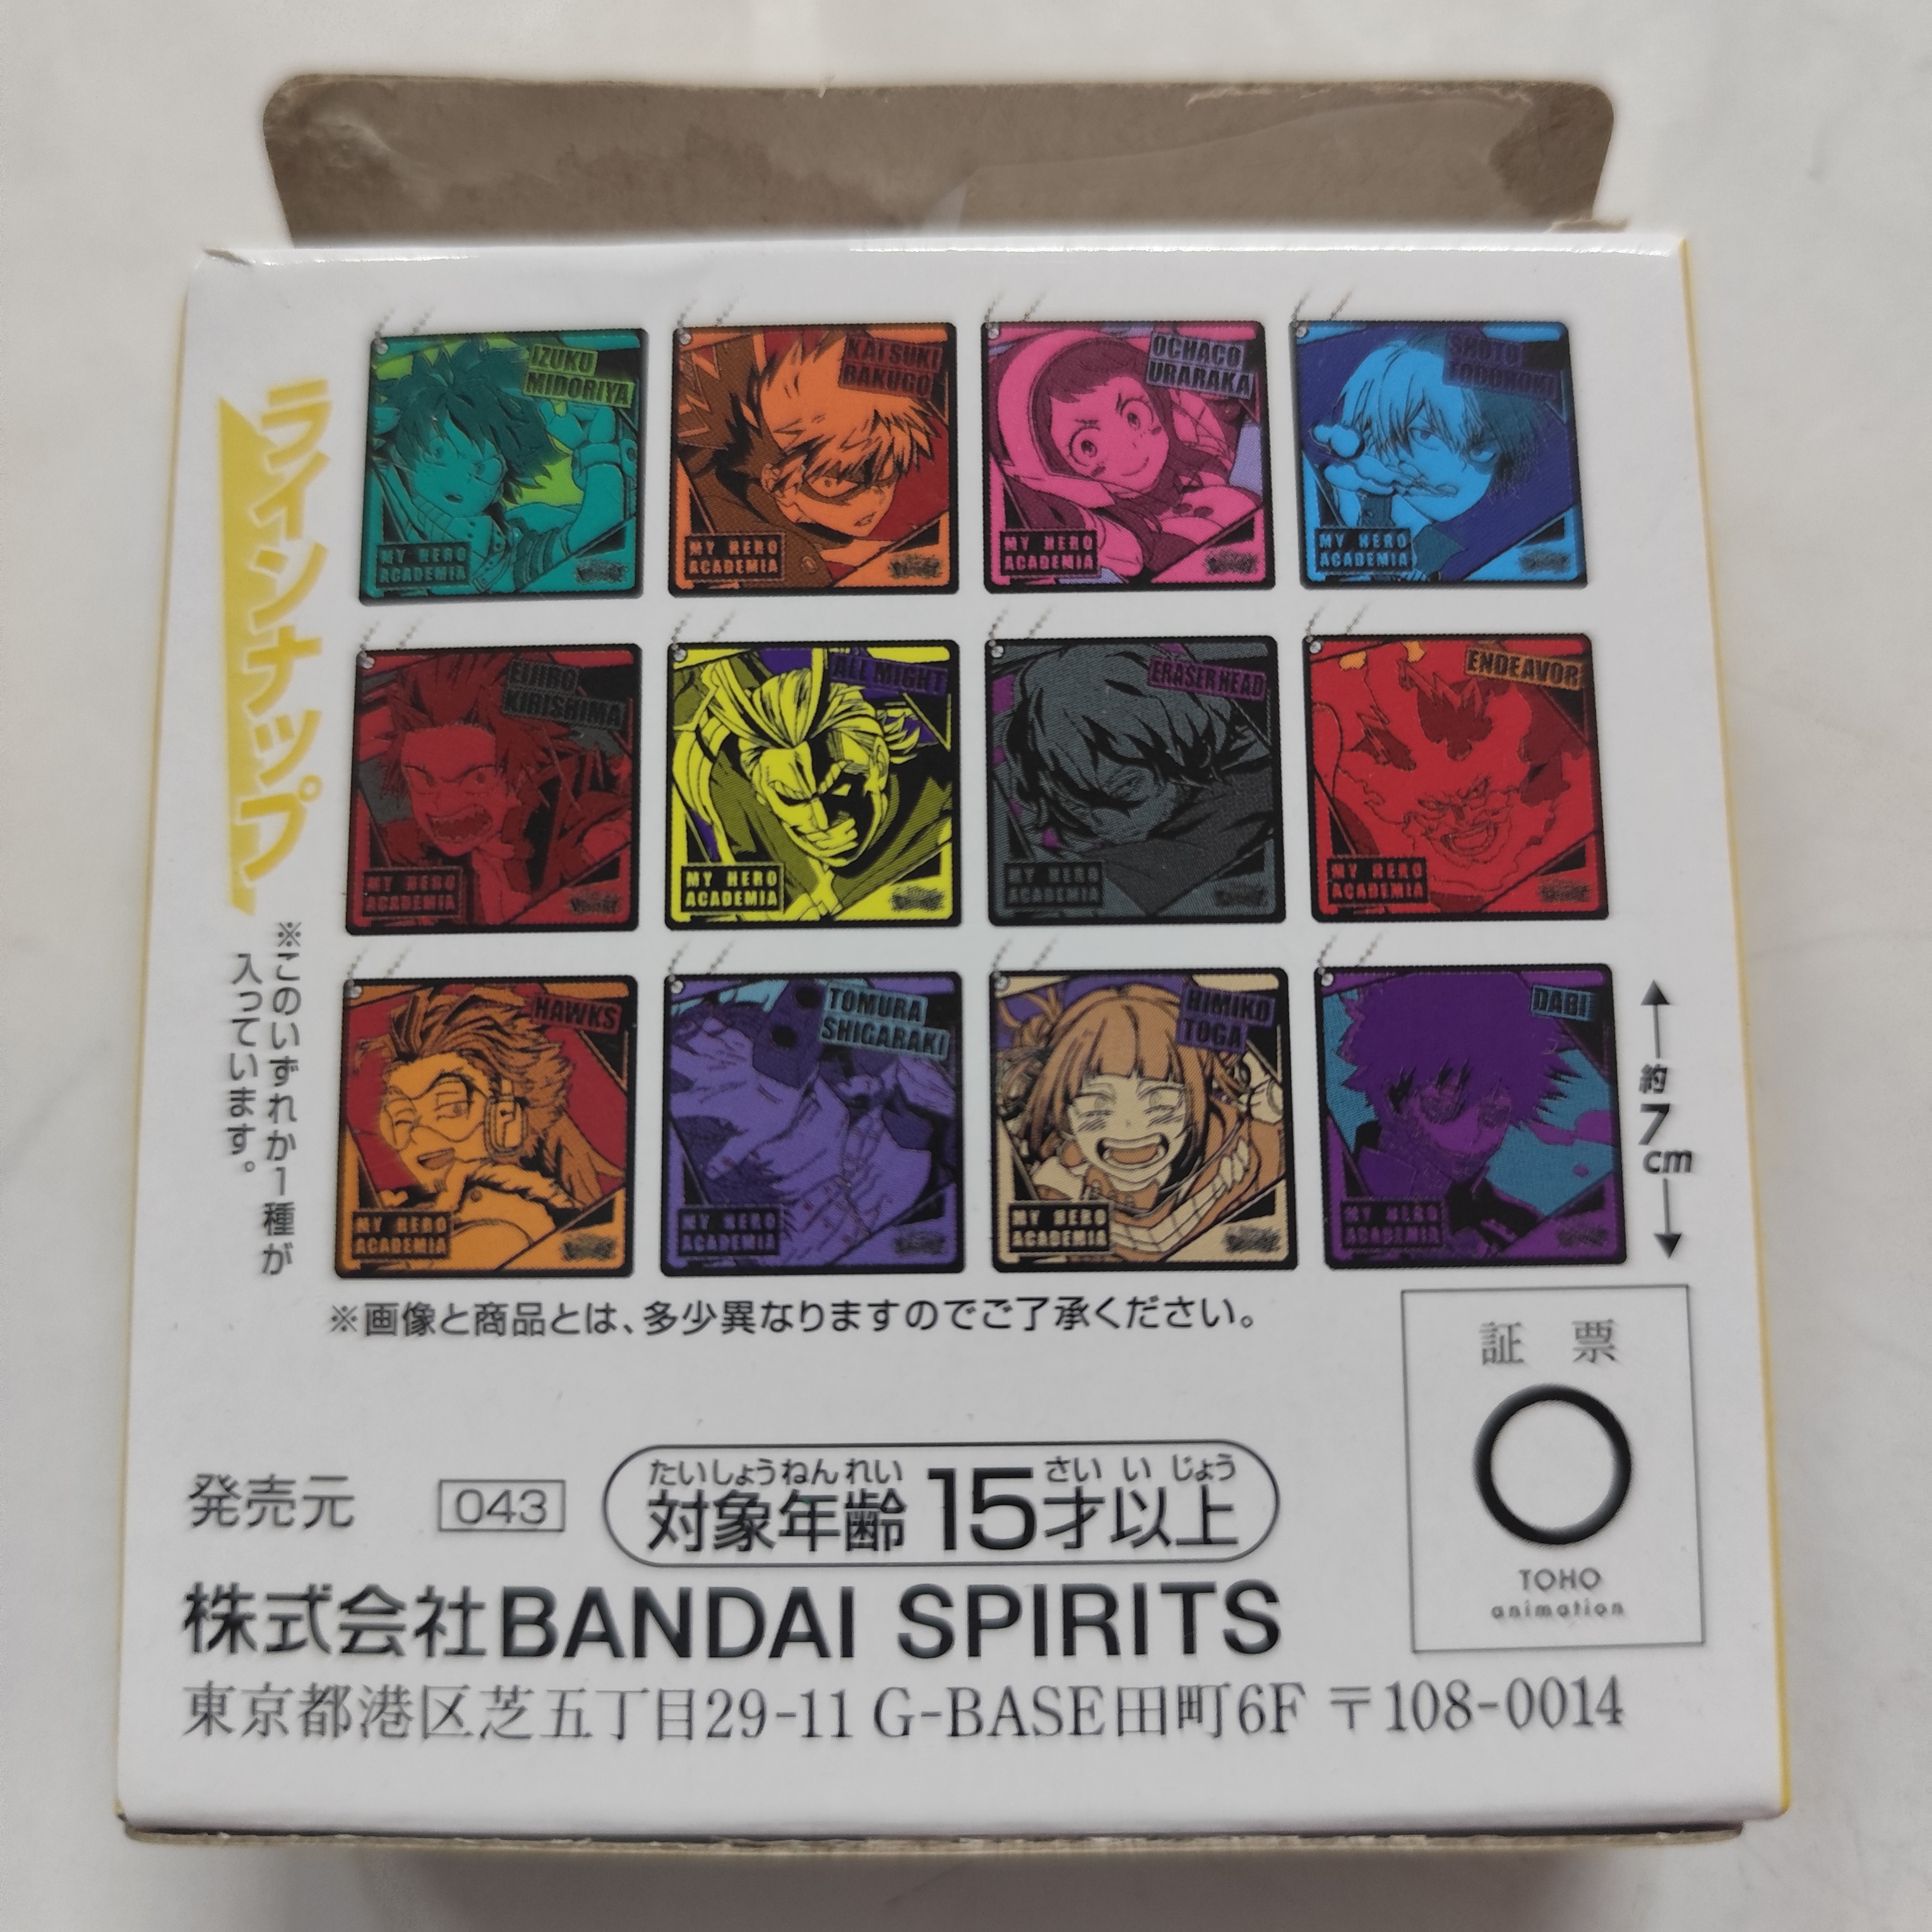 ラインナップ
※このいずれか1種が
入っています。
IZUKU
MIDORIYA
MY HERO
ACADEMIA
KATSUKI
BAKUGO
MY HERO
ACADEMIA
OCHACO
URARAKA
MY HERO
ACADEMIA
SHOTO
TODOROKI
MY HERO
ACADEMIA
EIJIRO
KIRISHIMA
MY HERO
ACADEMIA
ALL MIGHT
MY HERO
ACADEMIA
ERASERHEAD
MY HERO
ACADEMIA
ENDEAVOR
MY HERO
ACADEMIA
HAWKS
MY HERO
ACADEMIA
TOMURA
SHIGARAKI
MY HERO
ACADEMIA
HIMIKO
TOGA
MY HERO
ACADEMIA
DABI
MY HERO
ACADEMIA
約7cm
※画像と商品とは、多少異なりますのでご了承ください。
証 票
TOHO
animation
発売元
043
たいしょうねんれい さいいじょう
対象年齢15才以上
株式会社BANDAI SPIRITS
東京都港区芝五丁目29-11 G-BASE田町6F 〒108-0014